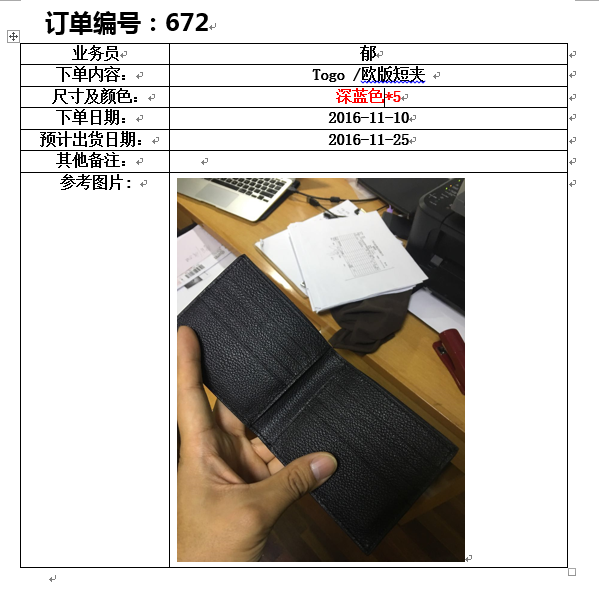 订单编号：672
业务员 郁
下单内容： Togo /欧版短夹
尺寸及颜色： 深蓝色*5
下单日期： 2016-11-10
预计出货日期： 2016-11-25
其他备注：
参考图片：